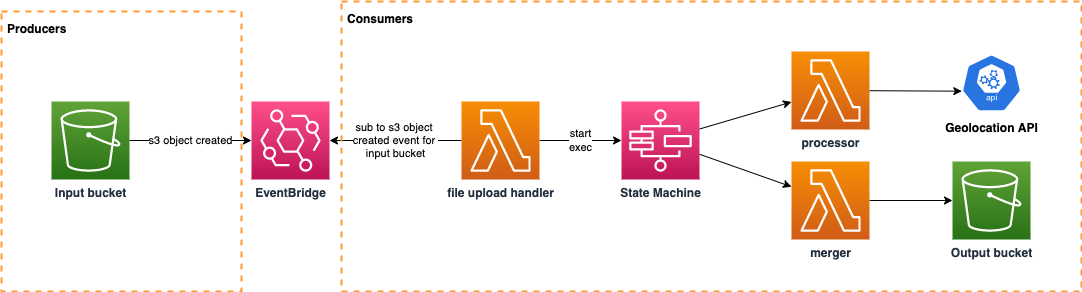 Producers
Consumers
s3 object created
sub to s3 object
created event for
input bucket
start
exec
api
Geolocation API
processor
Input bucket
EventBridge
file upload handler
State Machine
merger
Output bucket